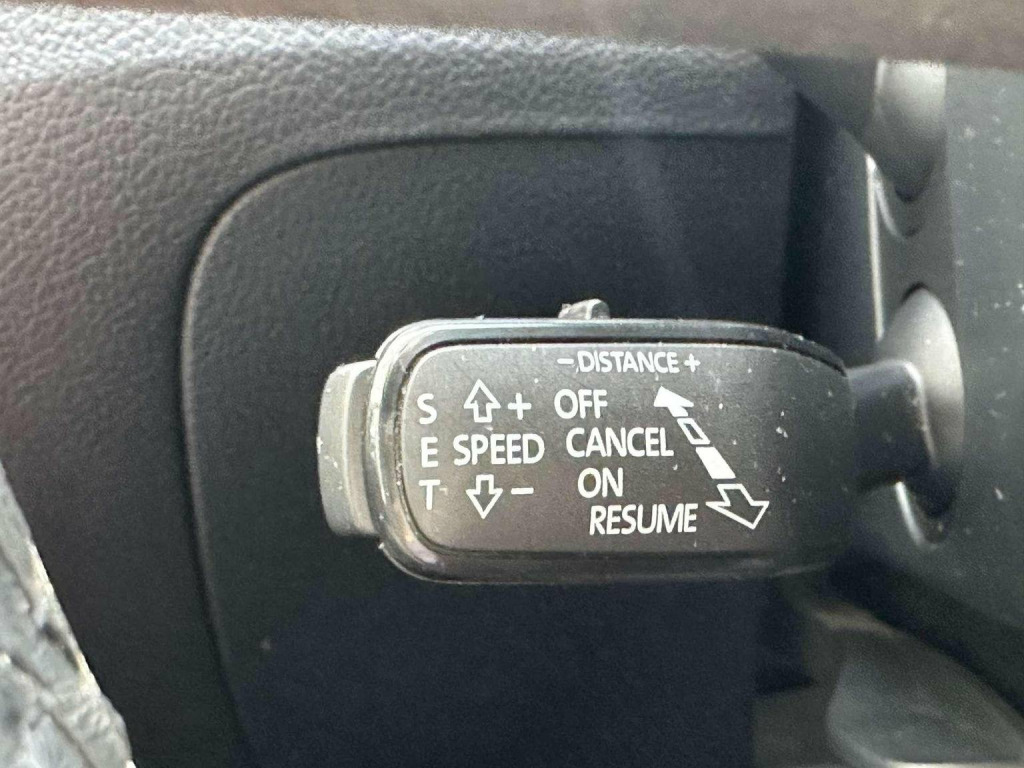 - DISTANCE +
S + OFF
E SPEED CANCEL
T - ON
RESUME